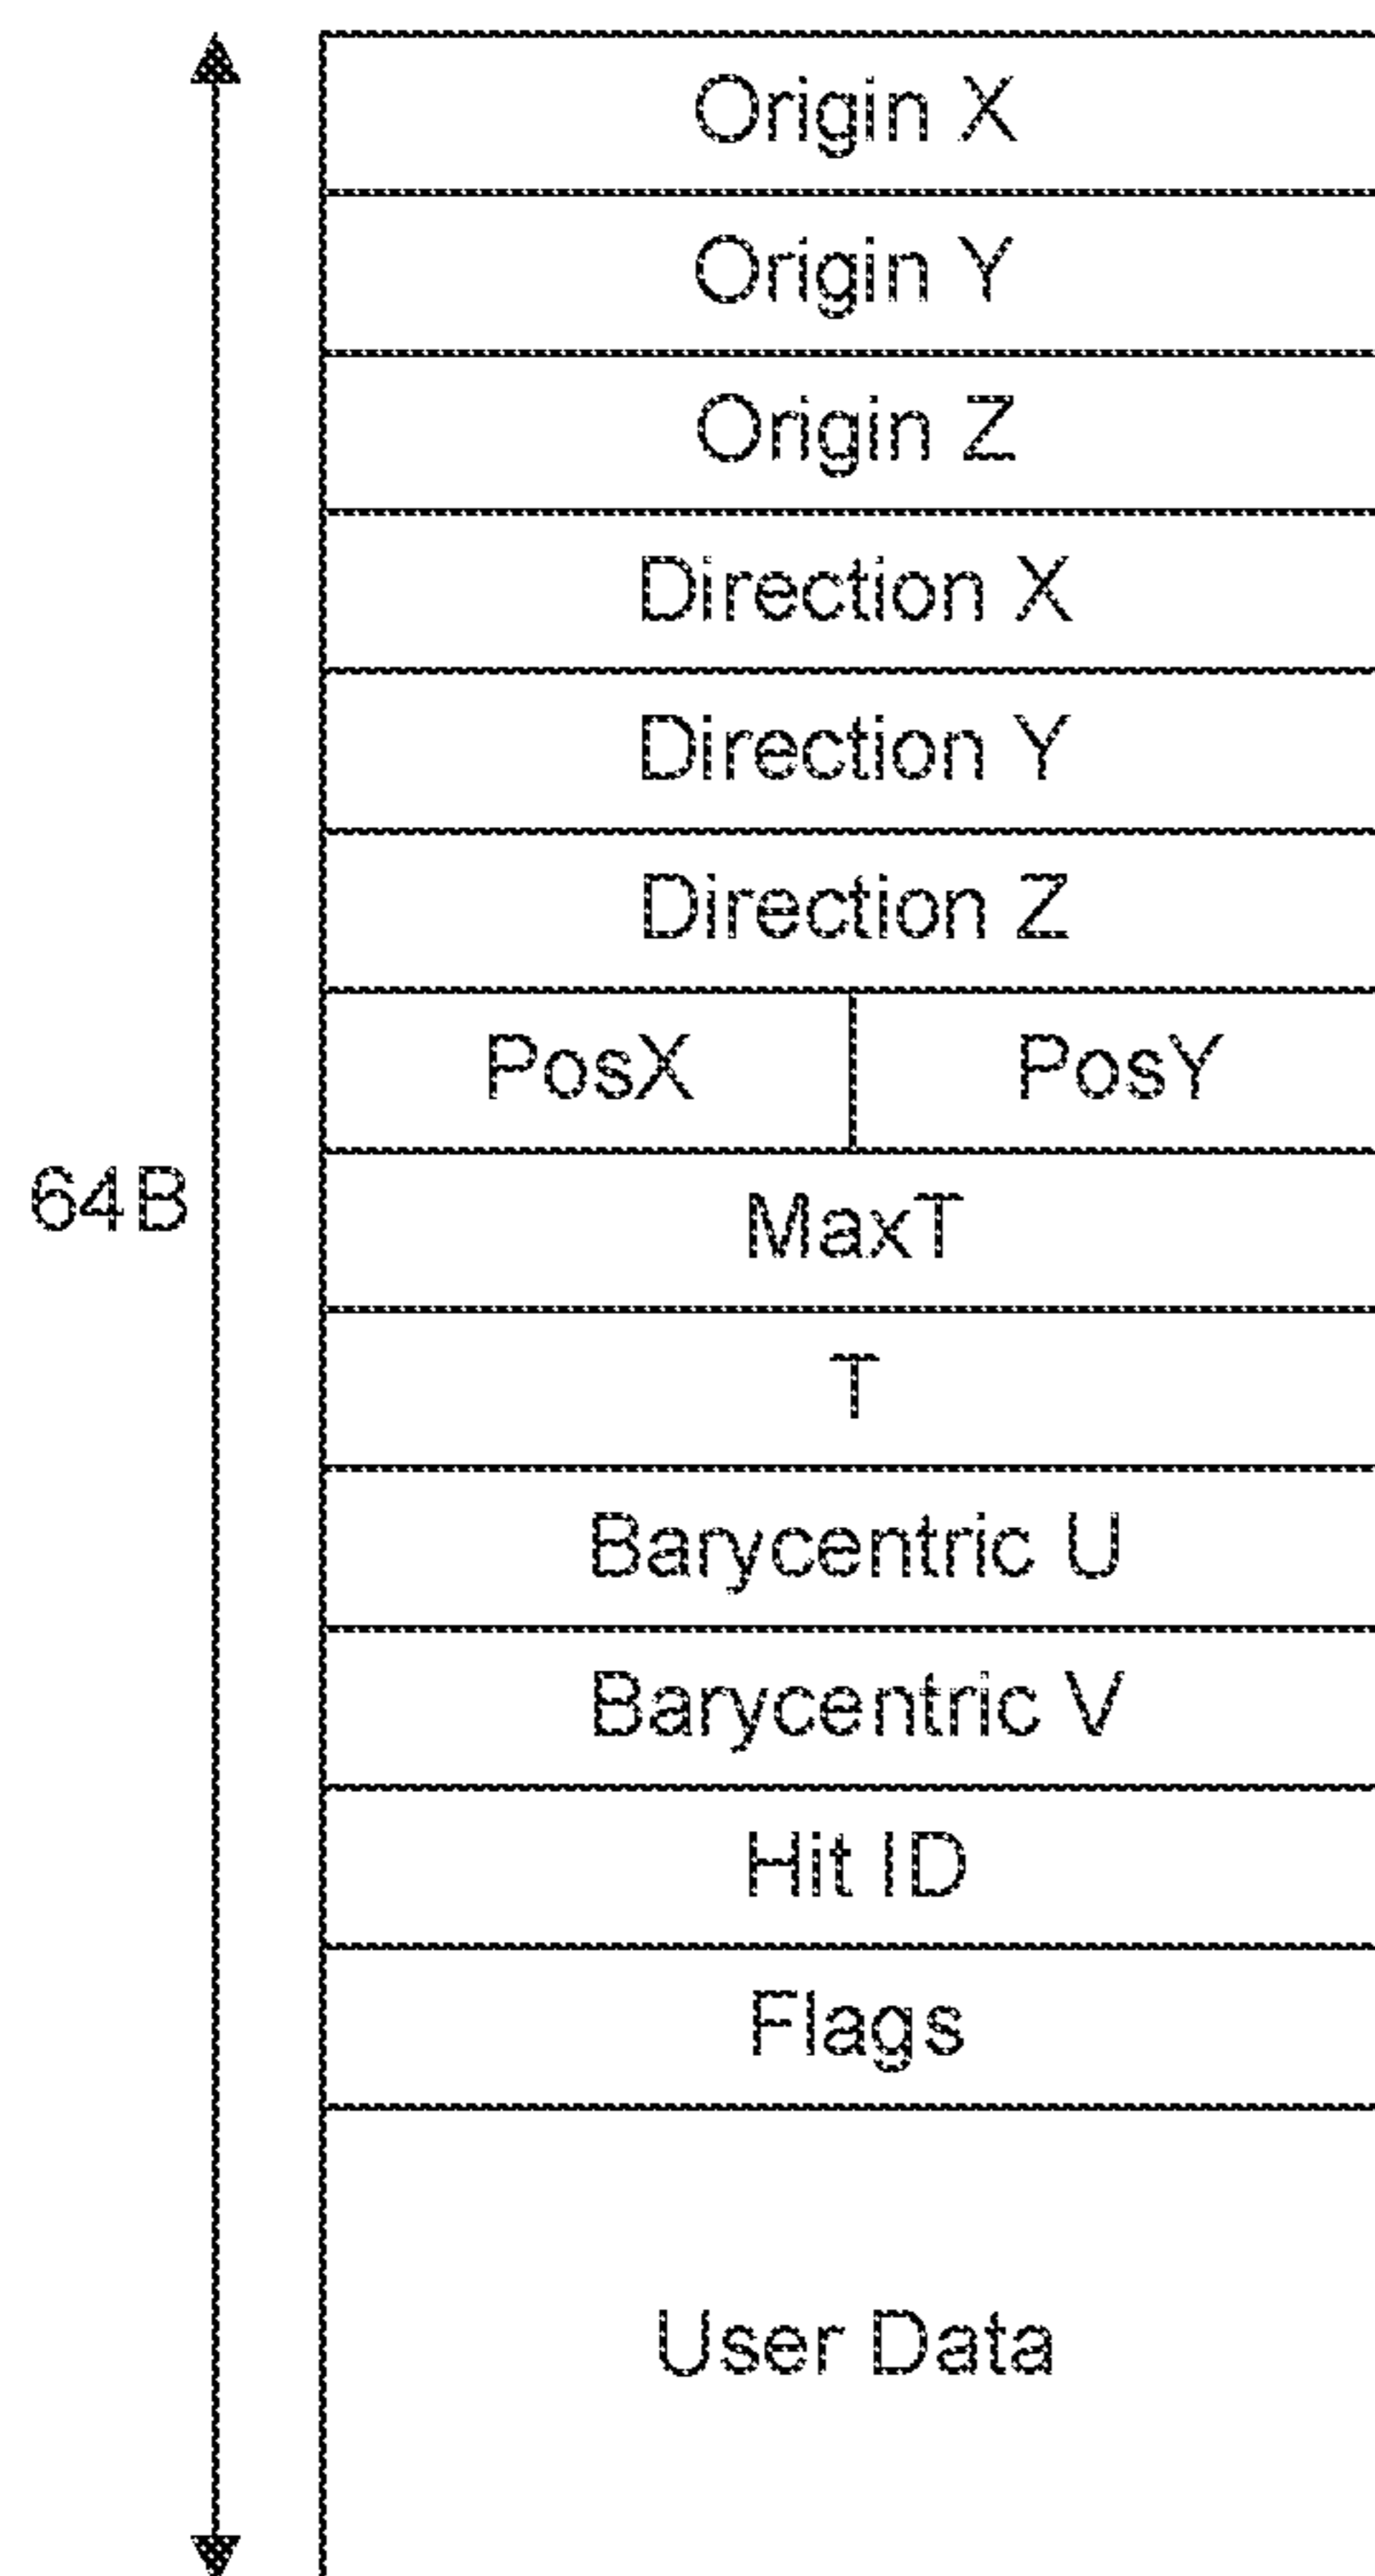 Origin X
Origin Y
Origin Z
Direction X
Direction Y
Direction Z
PosX PosY
64B
MaxT
T
Barycentric U
Barycentric V
Hit ID
Flags
User Data